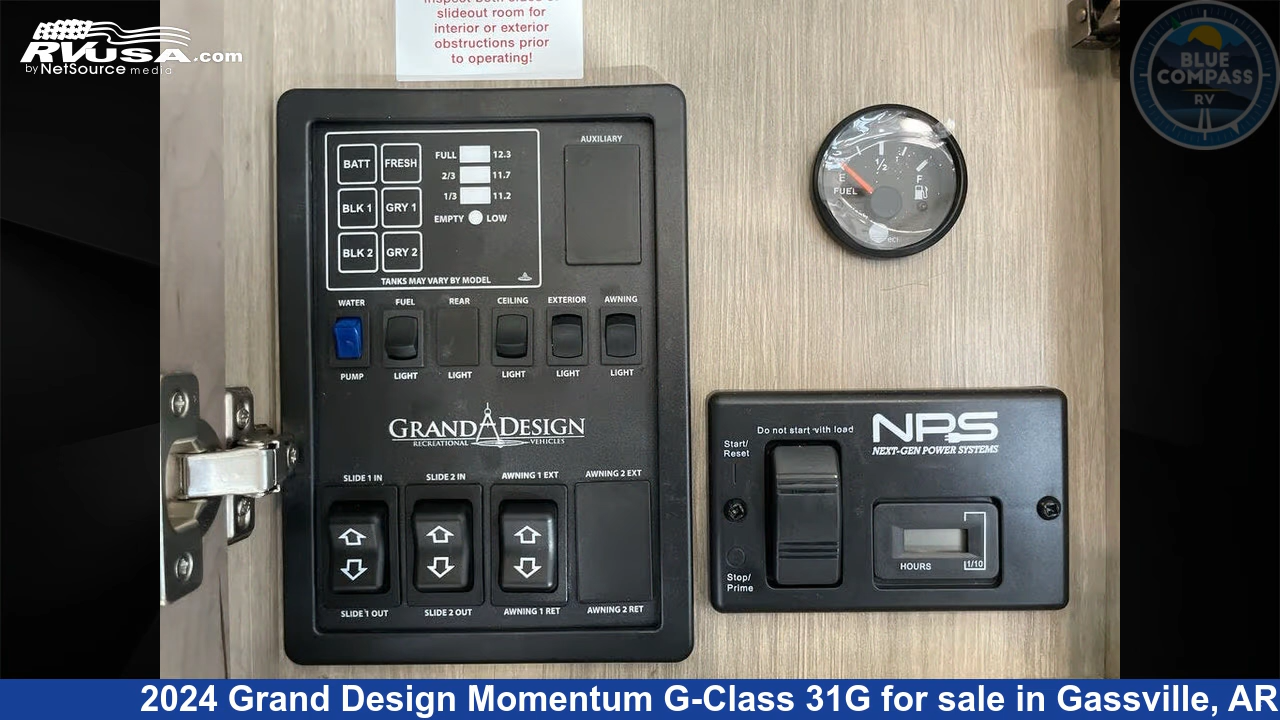 RVUSA.com
by NetSource media
inspect both sides of
slideout room for
interior or exterior
obstructions prior
to operating!
BLUE
COMPASS
RV
AUXILIARY
BATT FRESH
FULL 12.3
2/3 11.7
1/3 11.2
BLK 1 GRY 1
EMPTY LOW
BLK 2 GRY 2
TANKS MAY VARY BY MODEL
1/2
E F
FUEL
WATER FUEL REAR CEILING EXTERIOR AWNING
PUMP LIGHT LIGHT LIGHT LIGHT LIGHT
GRAND DESIGN
RECREATIONAL VEHICLES
SLIDE 1 IN SLIDE 2 IN AWNING 1 EXT AWNING 2 EXT
SLIDE 1 OUT SLIDE 2 OUT AWNING 1 RET AWNING 2 RET
Do not start with load
NPS
NEXT-GEN POWER SYSTEMS
Start/
Reset
HOURS 1/10
Stop/
Prime
2024 Grand Design Momentum G-Class 31G for sale in Gassville, AR